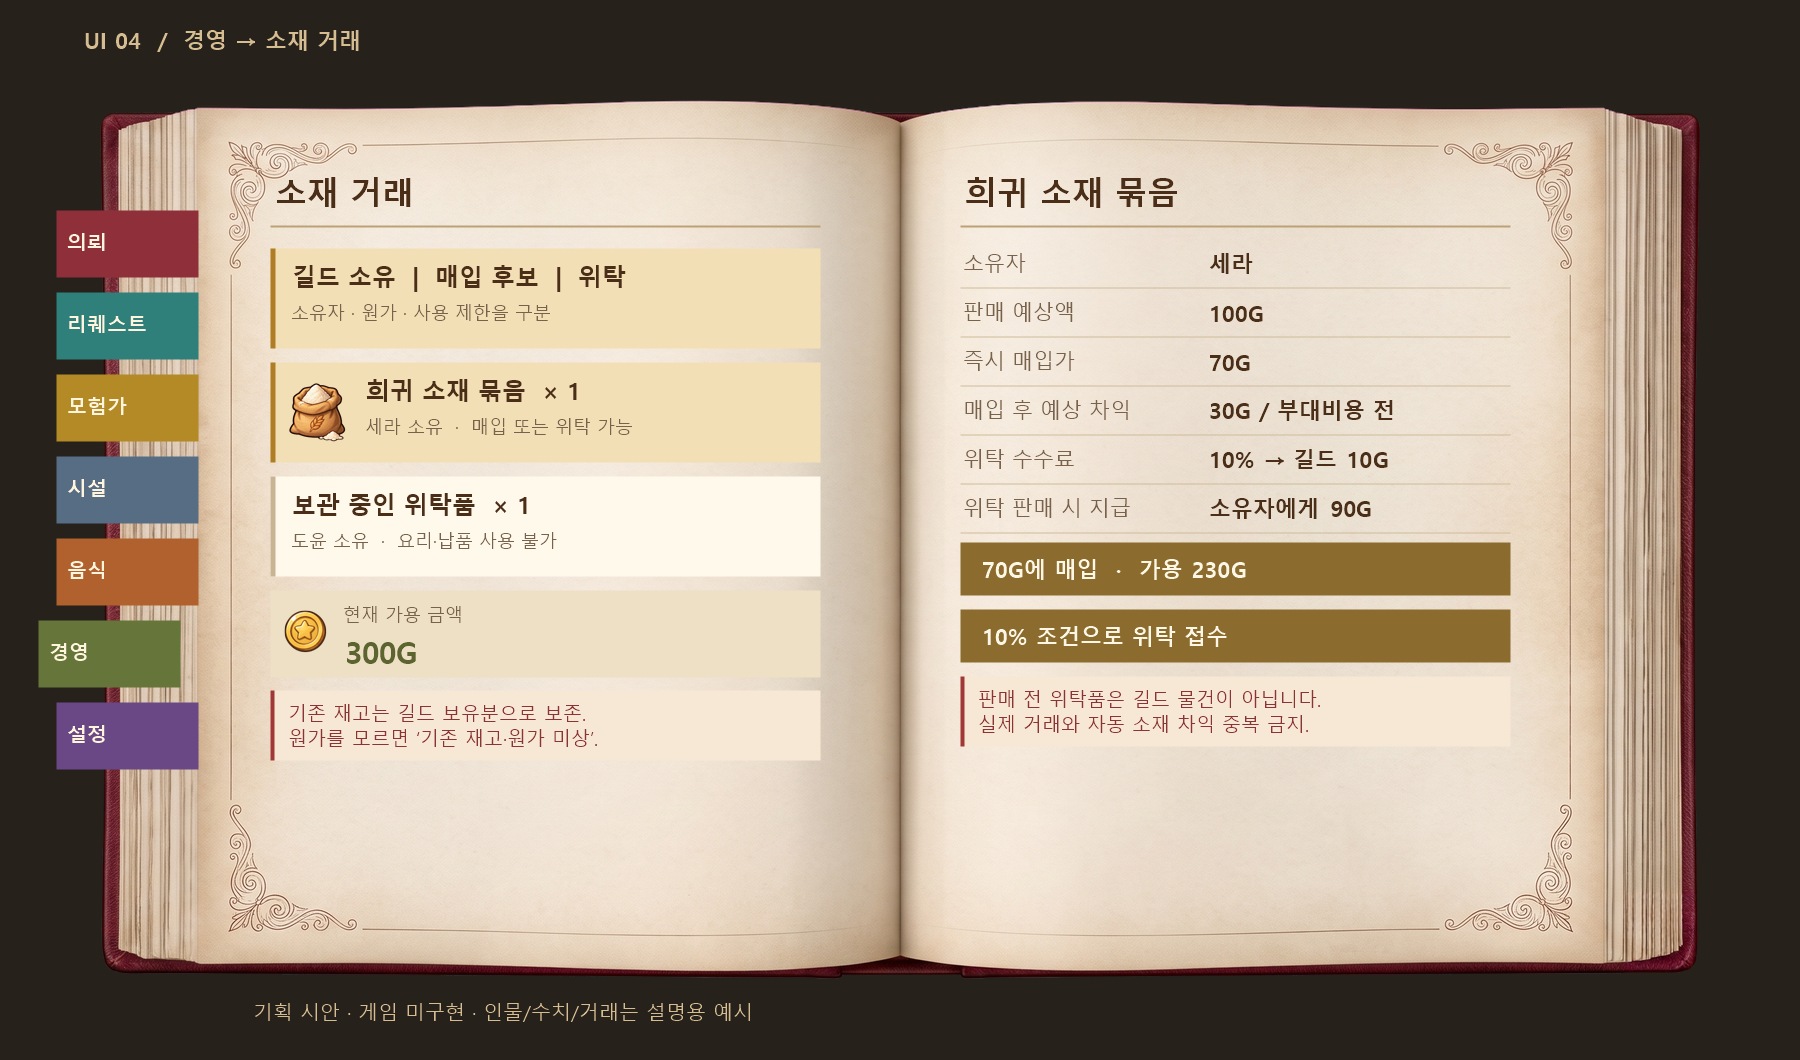 UI 04 / 경영 → 소재 거래
의뢰
리퀘스트
모험가
시설
음식
경영
설정
소재 거래
길드 소유 | 매입 후보 | 위탁
소유자 · 원가 · 사용 제한을 구분
희귀 소재 묶음 × 1
세라 소유 · 매입 또는 위탁 가능
보관 중인 위탁품 × 1
도윤 소유 · 요리·납품 사용 불가
현재 가용 금액
300G
기존 재고는 길드 보유분으로 보존.
원가를 모르면 ‘기존 재고·원가 미상’.
희귀 소재 묶음
소유자 세라
판매 예상액 100G
즉시 매입가 70G
매입 후 예상 차익 30G / 부대비용 전
위탁 수수료 10% → 길드 10G
위탁 판매 시 지급 소유자에게 90G
70G에 매입 · 가용 230G
10% 조건으로 위탁 접수
판매 전 위탁품은 길드 물건이 아닙니다.
실제 거래와 자동 소재 차익 중복 금지.
기획 시안 · 게임 미구현 · 인물/수치/거래는 설명용 예시